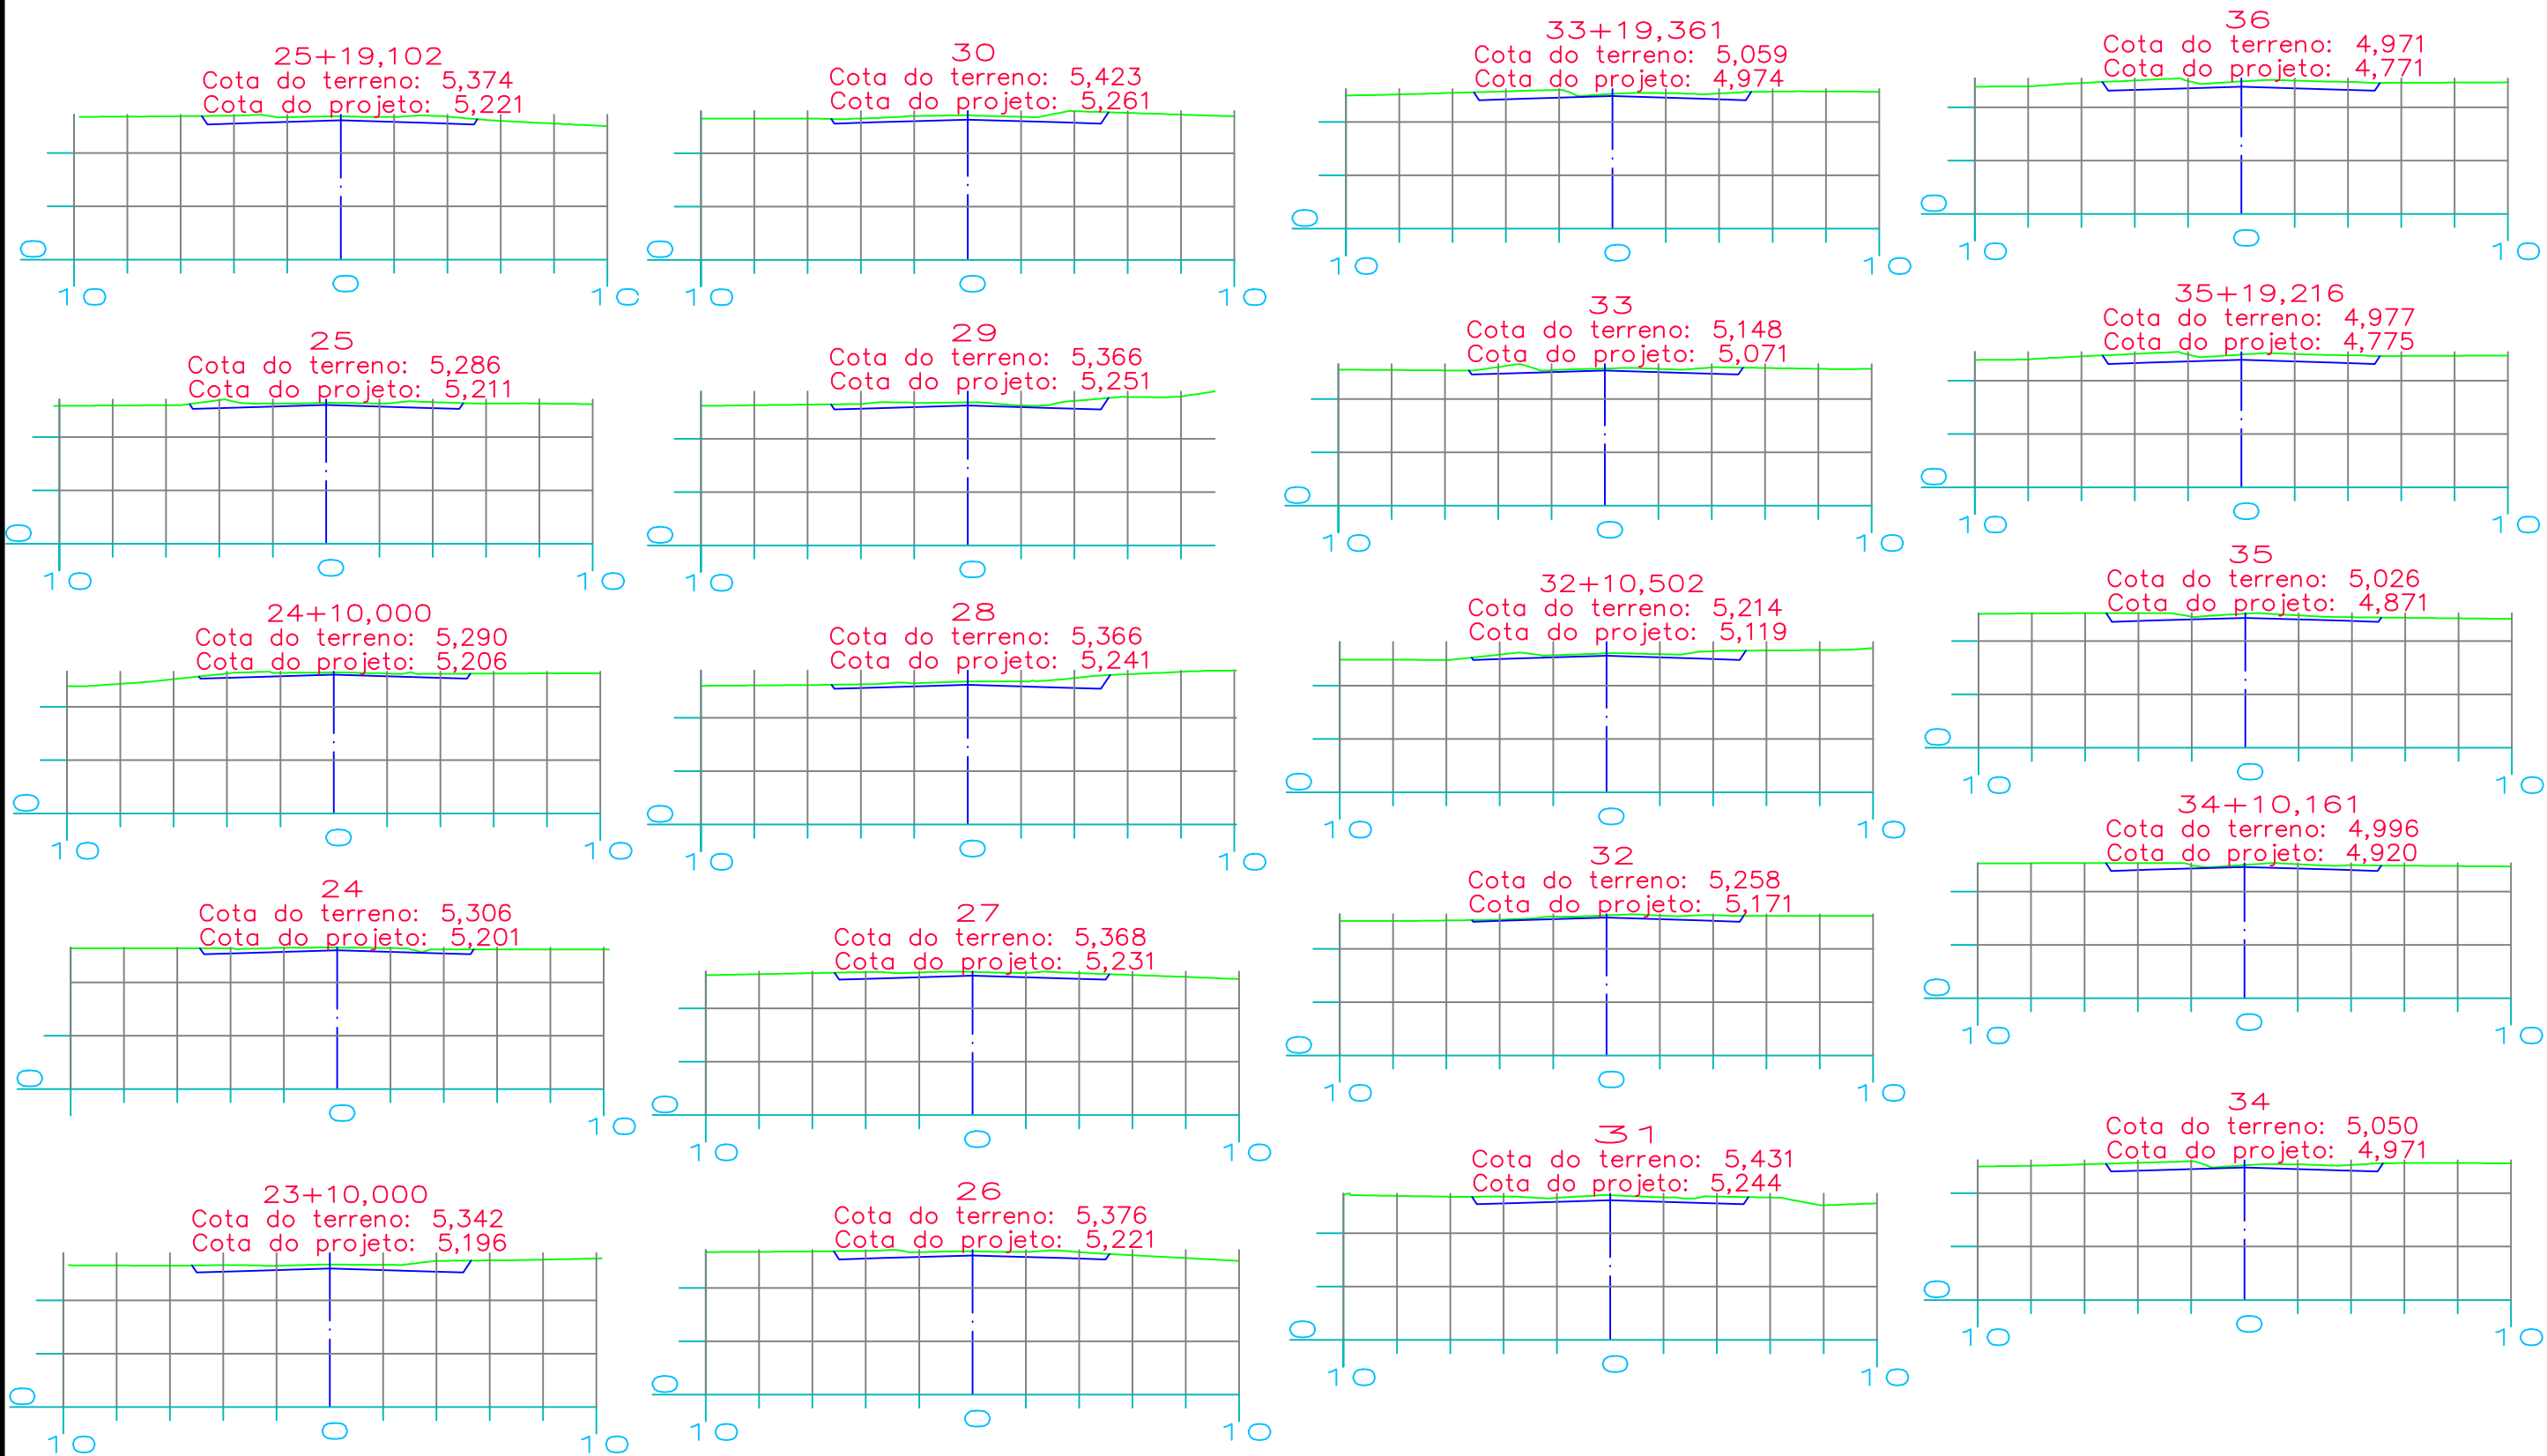 25+19,102
Cota do terreno: 5,374
Cota do projeto: 5,221
0
10
0
10
25
Cota do terreno: 5,286
Cota do projeto: 5,211
0
10
0
10
24+10,000
Cota do terreno: 5,290
Cota do projeto: 5,206
0
10
0
10
24
Cota do terreno: 5,306
Cota do projeto: 5,201
0
0
10
23+10,000
Cota do terreno: 5,342
Cota do projeto: 5,196
0
10
0
10
30
Cota do terreno: 5,423
Cota do projeto: 5,261
0
10
0
10
29
Cota do terreno: 5,366
Cota do projeto: 5,251
0
10
0
28
Cota do terreno: 5,366
Cota do projeto: 5,241
0
10
0
10
27
Cota do terreno: 5,368
Cota do projeto: 5,231
0
10
0
10
26
Cota do terreno: 5,376
Cota do projeto: 5,221
0
10
0
10
33+19,361
Cota do terreno: 5,059
Cota do projeto: 4,974
0
10
0
10
33
Cota do terreno: 5,148
Cota do projeto: 5,071
0
10
0
10
32+10,502
Cota do terreno: 5,214
Cota do projeto: 5,119
0
10
0
10
32
Cota do terreno: 5,258
Cota do projeto: 5,171
0
10
0
10
31
Cota do terreno: 5,431
Cota do projeto: 5,244
0
10
0
10
36
Cota do terreno: 4,971
Cota do projeto: 4,771
0
10
0
10
35+19,216
Cota do terreno: 4,977
Cota do projeto: 4,775
0
10
0
10
35
Cota do terreno: 5,026
Cota do projeto: 4,871
0
10
0
10
34+10,161
Cota do terreno: 4,996
Cota do projeto: 4,920
0
10
0
10
34
Cota do terreno: 5,050
Cota do projeto: 4,971
0
10
0
10